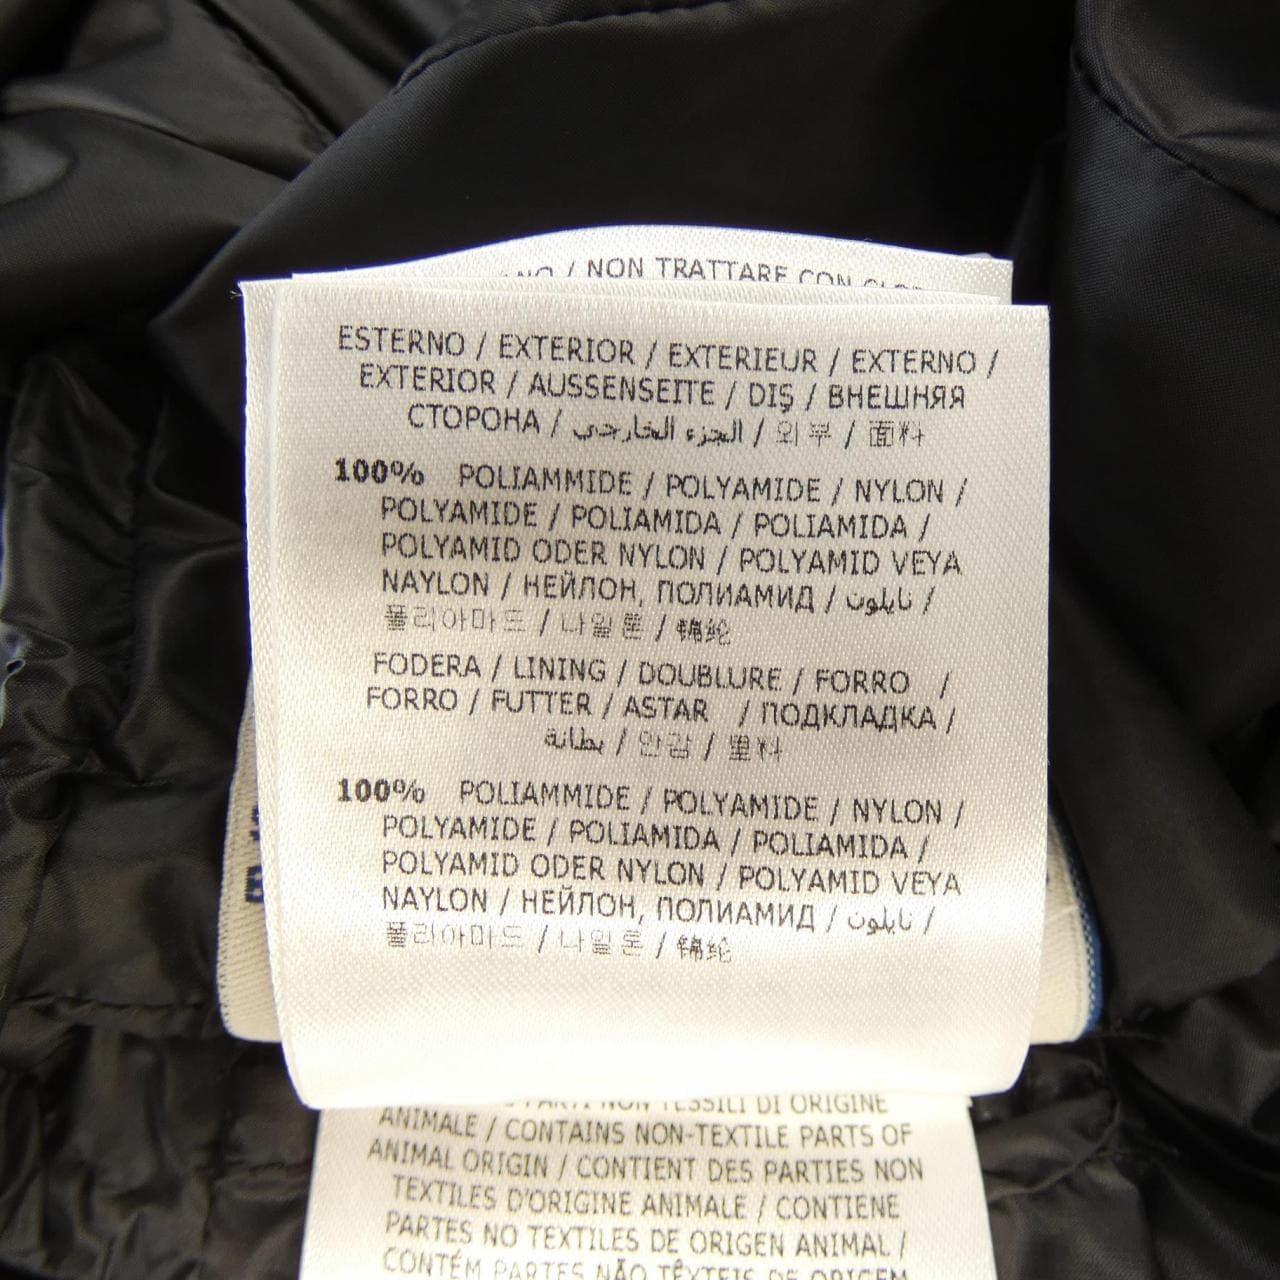 NON TRATTARE CON
ESTERNO / EXTERIOR / EXTERIEUR / EXTERNO /
EXTERIOR / AUSSENSEITE / DIŞ / ВНЕШНЯЯ
СТОРОНА / الجزء الخارجي / 외부 / 面料
100% POLIAMMIDE / POLYAMIDE / NYLON /
POLYAMIDE / POLIAMIDA / POLIAMIDA /
POLYAMID ODER NYLON / POLYAMID VEYA
NAYLON / НЕЙЛОН, ПОЛИАМИД / نايلون /
폴리아마드 / 나일론 / 锦纶
FODERA / LINING / DOUBLURE / FORRO /
FORRO / FUTTER / ASTAR / ПОДКЛАДКА /
بطانة / 안감 / 里料
100% POLIAMMIDE / POLYAMIDE / NYLON /
POLYAMIDE / POLIAMIDA / POLIAMIDA /
POLYAMID ODER NYLON / POLYAMID VEYA
NAYLON / НЕЙЛОН, ПОЛИАМИД / نايلون /
폴리아마드 / 나일론 / 锦纶
PARTI NON TESSILI DI ORIGINE
ANIMALE / CONTAINS NON-TEXTILE PARTS OF
ANIMAL ORIGIN / CONTIENT DES PARTIES NON
TEXTILES D'ORIGINE ANIMALE / CONTIENE
PARTES NO TEXTILES DE ORIGEN ANIMAL /
CONTÉM PARTES NÃO TÊXTEIS DE ORIGEM